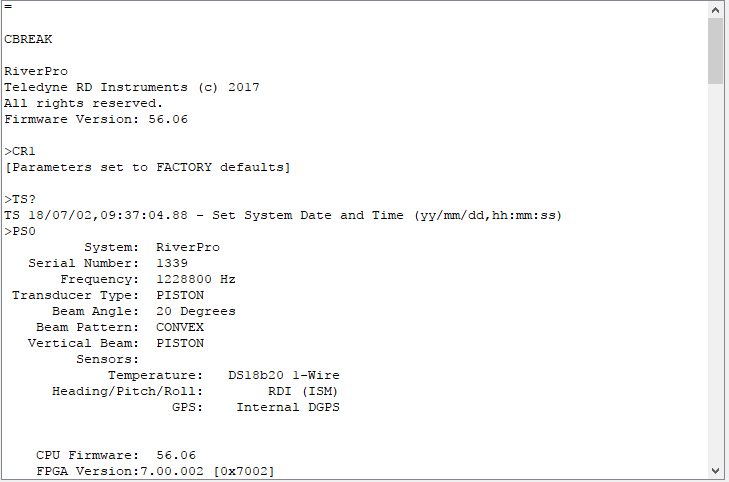 =
CBREAK
RiverPro
Teledyne RD Instruments (c) 2017
All rights reserved.
Firmware Version: 56.06
>CR1
[Parameters set to FACTORY defaults]
>TS?
TS 18/07/02,09:37:04.88 - Set System Date and Time (yy/mm/dd,hh:mm:ss)
>PS0
System: RiverPro
Serial Number: 1339
Frequency: 1228800 Hz
Transducer Type: PISTON
Beam Angle: 20 Degrees
Beam Pattern: CONVEX
Vertical Beam: PISTON
Sensors:
Temperature: DS18b20 1-Wire
Heading/Pitch/Roll: RDI (ISM)
GPS: Internal DGPS
CPU Firmware: 56.06
FPGA Version:7.00.002 [0x7002]